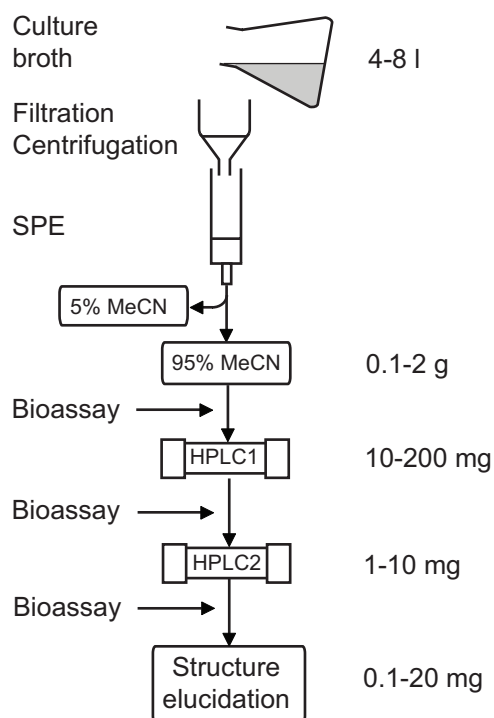 Culture
broth
4-8 l
Filtration
Centrifugation
SPE
5% MeCN
95% MeCN
0.1-2 g
Bioassay
HPLC1
10-200 mg
Bioassay
HPLC2
1-10 mg
Bioassay
Structure
elucidation
0.1-20 mg